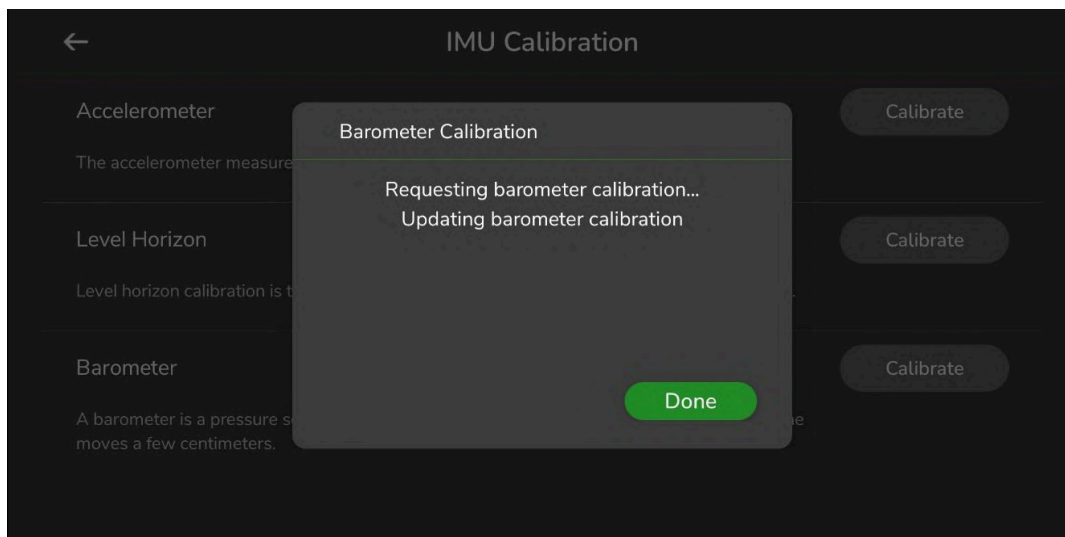 IMU Calibration
Accelerometer
Calibrate
The accelerometer measure
Barometer Calibration
Requesting barometer calibration...
Updating barometer calibration
Done
Level Horizon
Calibrate
Level horizon calibration is t
Barometer
Calibrate
A barometer is a pressure s
moves a few centimeters.